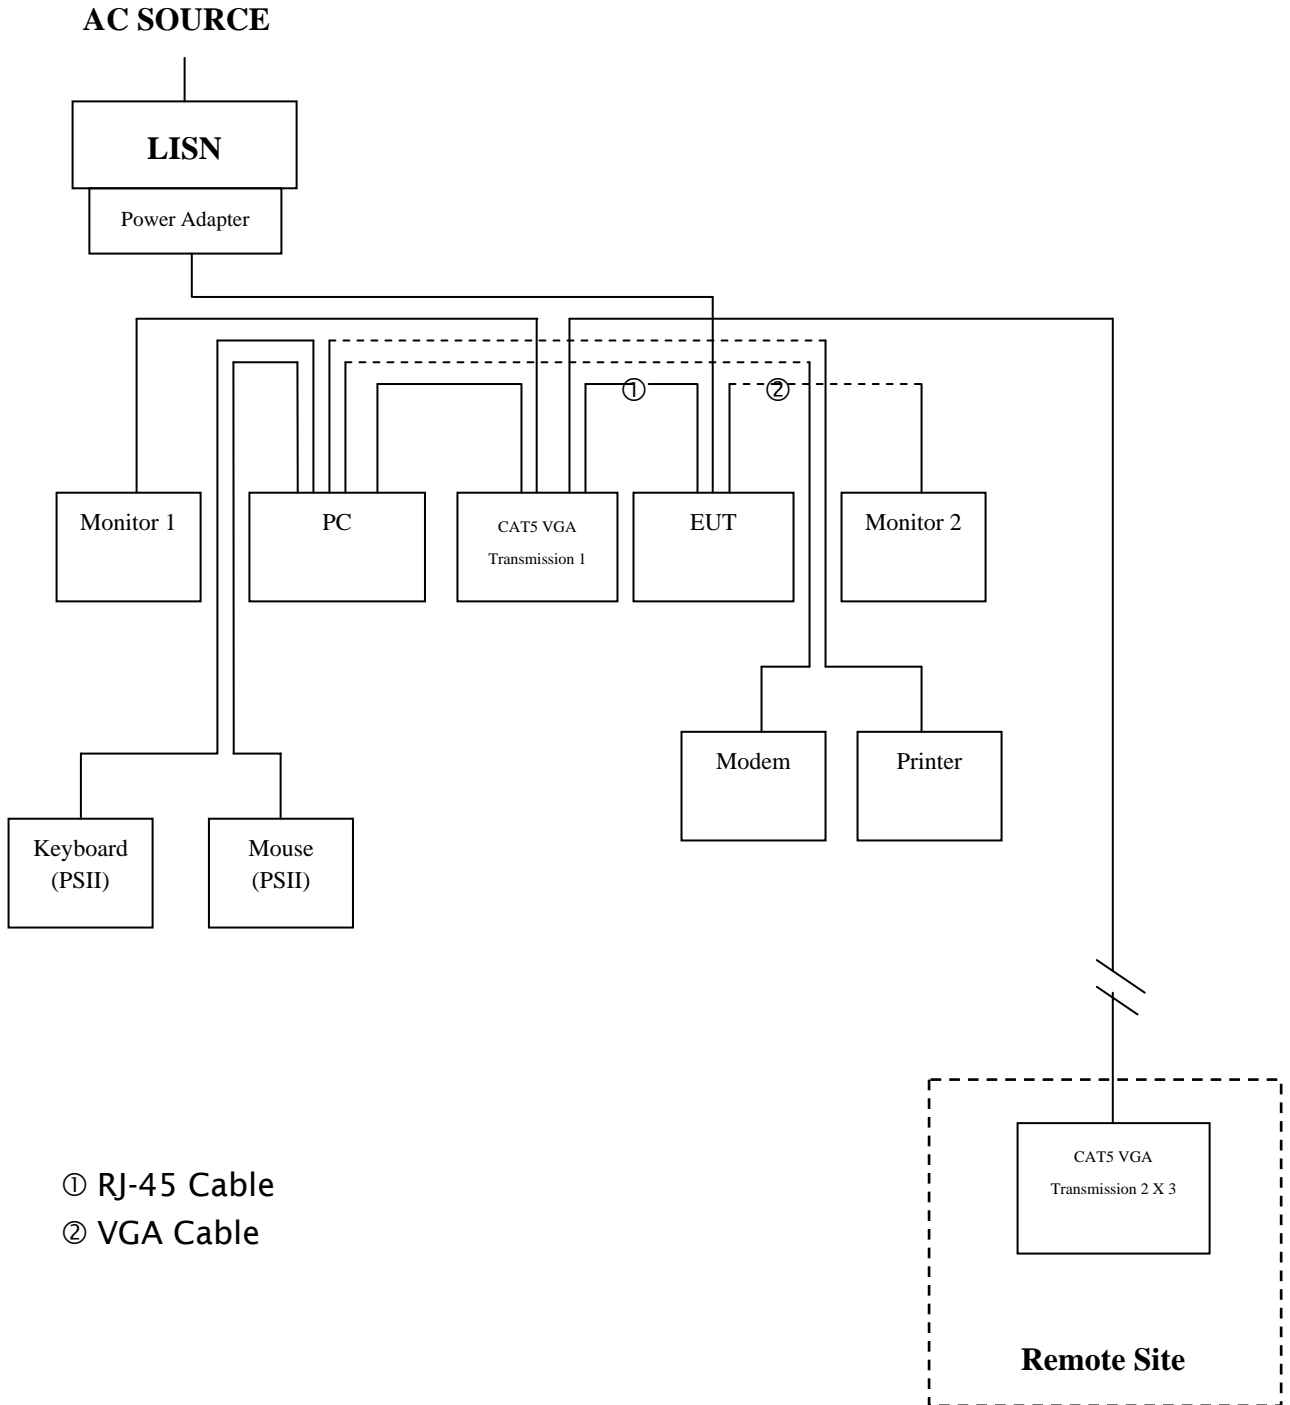 AC SOURCE
LISN
Power Adapter
①
②
Monitor 1
PC
CAT5 VGA
Transmission 1
EUT
Monitor 2
Modem
Printer
Keyboard
(PSII)
Mouse
(PSII)
CAT5 VGA
Transmission 2 X 3
① RJ-45 Cable
② VGA Cable
Remote Site